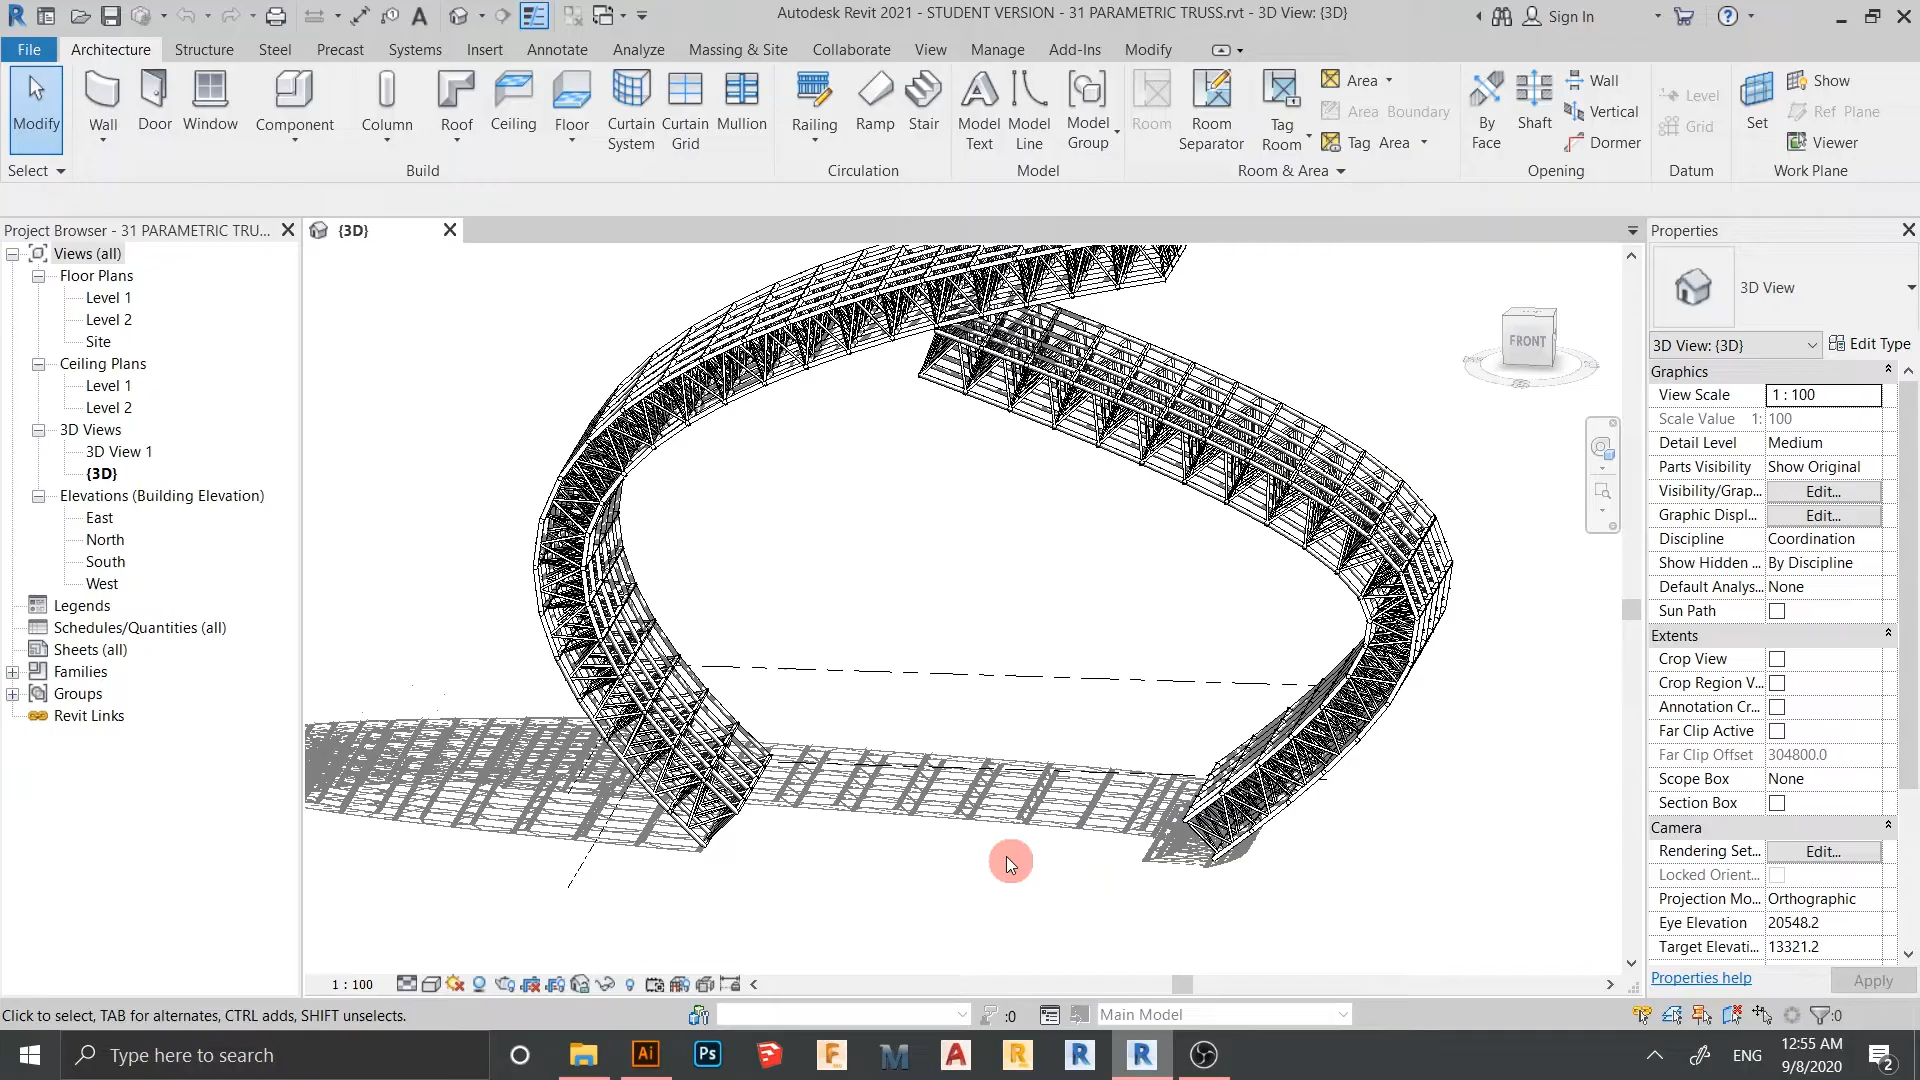 Autodesk Revit 2021 - STUDENT VERSION - 31 PARAMETRIC TRUSS.rvt - 3D View: {3D}
Sign In
File Architecture Structure Steel Precast Systems Insert Annotate Analyze Massing & Site Collaborate View Manage Add-Ins Modify
Modify
Wall
Door
Window
Component
Column
Roof
Ceiling
Floor
Curtain System
Curtain Grid
Mullion
Railing
Ramp
Stair
Model Text
Model Line
Model Group
Room
Room Separator
Tag Room
Area
Area Boundary
Tag Area
By Face
Shaft
Wall
Vertical
Dormer
Level
Grid
Set
Show
Ref Plane
Viewer
Select Build Circulation Model Room & Area Opening Datum Work Plane
Project Browser - 31 PARAMETRIC TRU...
Views (all)
Floor Plans
Level 1
Level 2
Site
Ceiling Plans
Level 1
Level 2
3D Views
3D View 1
{3D}
Elevations (Building Elevation)
East
North
South
West
Legends
Schedules/Quantities (all)
Sheets (all)
Families
Groups
Revit Links
{3D}
FRONT
Properties
3D View
3D View: {3D} Edit Type
Graphics
View Scale 1 : 100
Scale Value 1: 100
Detail Level Medium
Parts Visibility Show Original
Visibility/Grap... Edit...
Graphic Displ... Edit...
Discipline Coordination
Show Hidden ... By Discipline
Default Analys... None
Sun Path
Extents
Crop View
Crop Region V...
Annotation Cr...
Far Clip Active
Far Clip Offset 304800.0
Scope Box None
Section Box
Camera
Rendering Set... Edit...
Locked Orient...
Projection Mo... Orthographic
Eye Elevation 20548.2
Target Elevati... 13321.2
Properties help Apply
1 : 100
Click to select, TAB for alternates, CTRL adds, SHIFT unselects.
:0
Main Model
:0
Type here to search
Ai
Ps
F
M
A
R
R
R
ENG
12:55 AM
9/8/2020
2